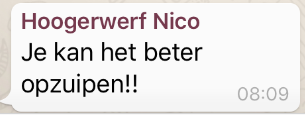 Hoogerwerf Nico
Je kan het beter
opzuipen!!
08:09